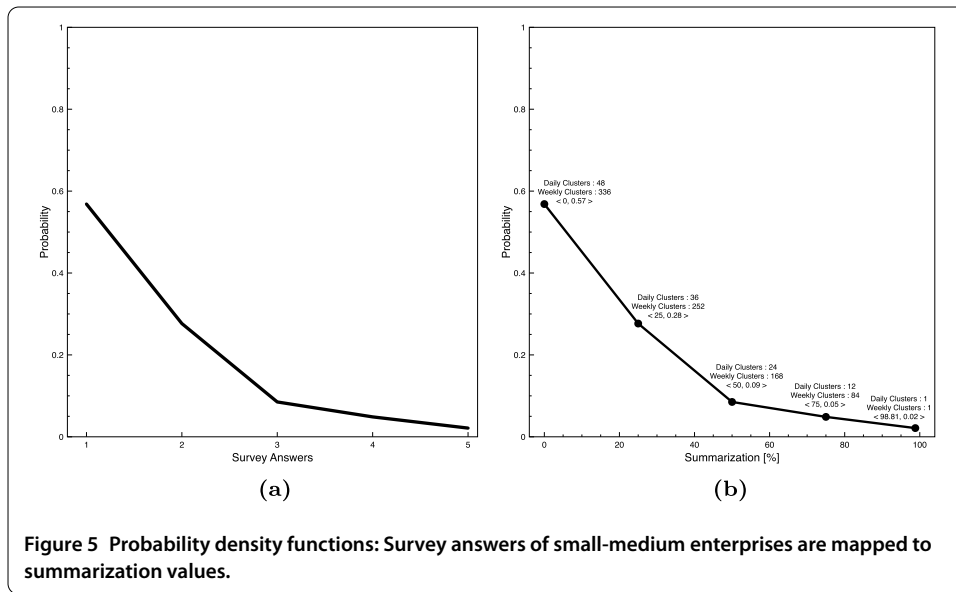 1
0.8
0.6
0.4
0.2
0
Probability
1 2 3 4 5
Survey Answers
(a)
1
0.8
0.6
0.4
0.2
0
Probability
Daily Clusters : 48
Weekly Clusters : 336
< 0, 0.57 >
Daily Clusters : 36
Weekly Clusters : 252
< 25, 0.28 >
Daily Clusters : 24
Weekly Clusters : 168
< 50, 0.09 >
Daily Clusters : 12
Weekly Clusters : 84
< 75, 0.05 >
Daily Clusters : 1
Weekly Clusters : 1
< 98.81, 0.02 >
0 20 40 60 80 100
Summarization [%]
(b)
Figure 5 Probability density functions: Survey answers of small-medium enterprises are mapped to
summarization values.